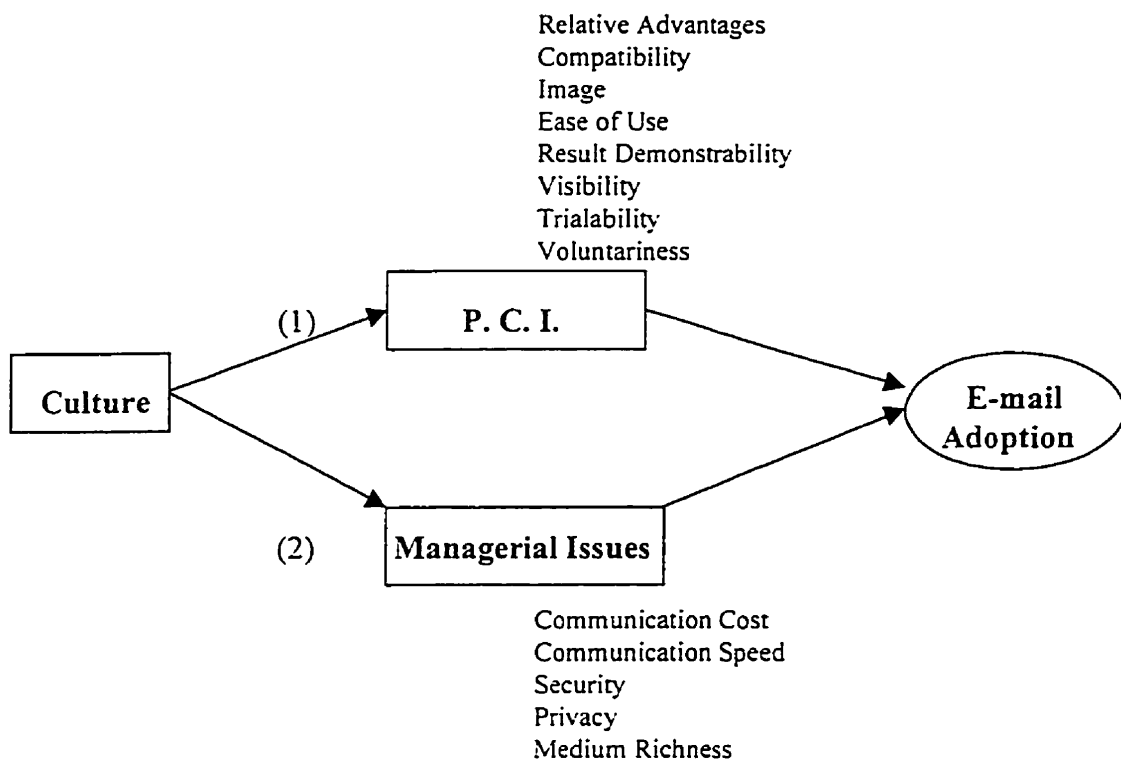 Relative Advantages
Compatibility
Image
Ease of Use
Result Demonstrability
Visibility
Trialability
Voluntariness
(1)
P. C. I.
Culture
E-mail
Adoption
(2)
Managerial Issues
Communication Cost
Communication Speed
Security
Privacy
Medium Richness